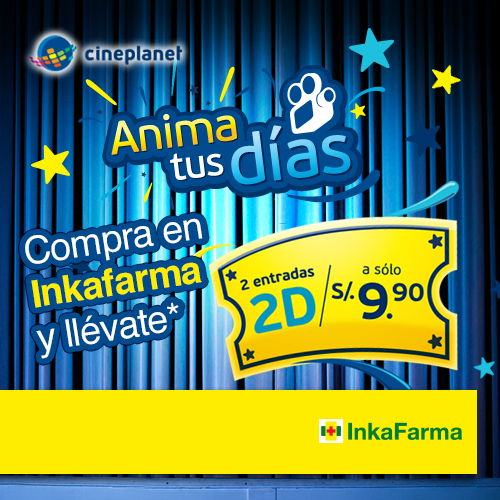 cineplanet
Anima
tus días
Compra en
Inkafarma
y llévate*
2 entradas
2D
a sólo
S/. 9.90
InkaFarma